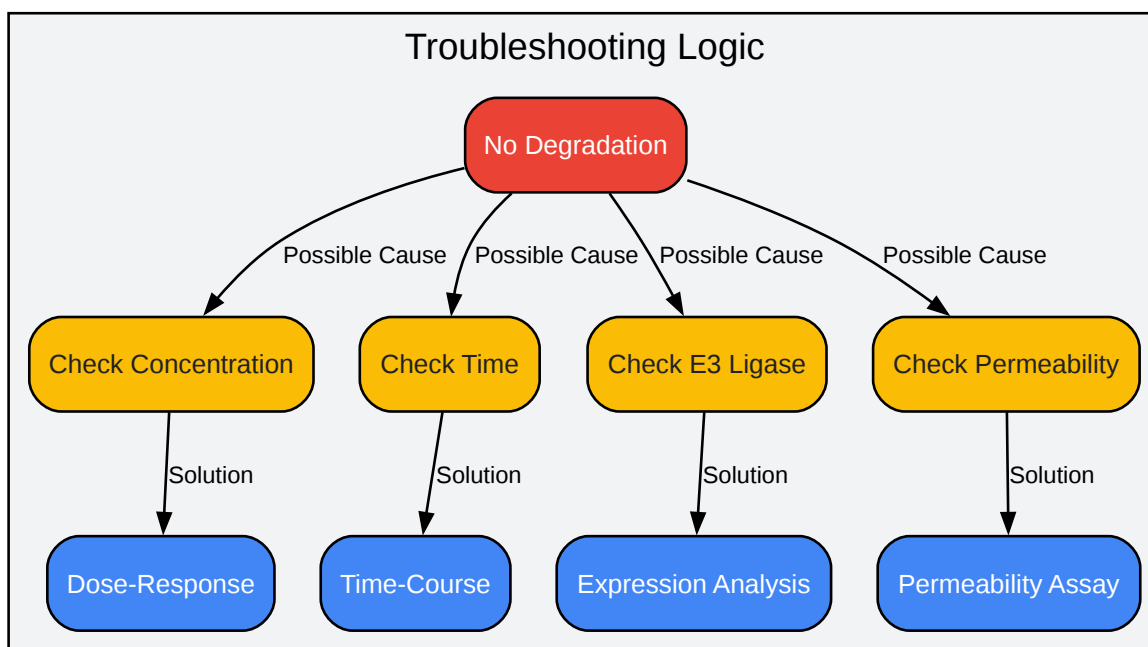 Troubleshooting Logic
No Degradation
Possible Cause
Possible Cause
Possible Cause
Possible Cause
Check Concentration
Check Time
Check E3 Ligase
Check Permeability
Solution
Solution
Solution
Solution
Dose-Response
Time-Course
Expression Analysis
Permeability Assay